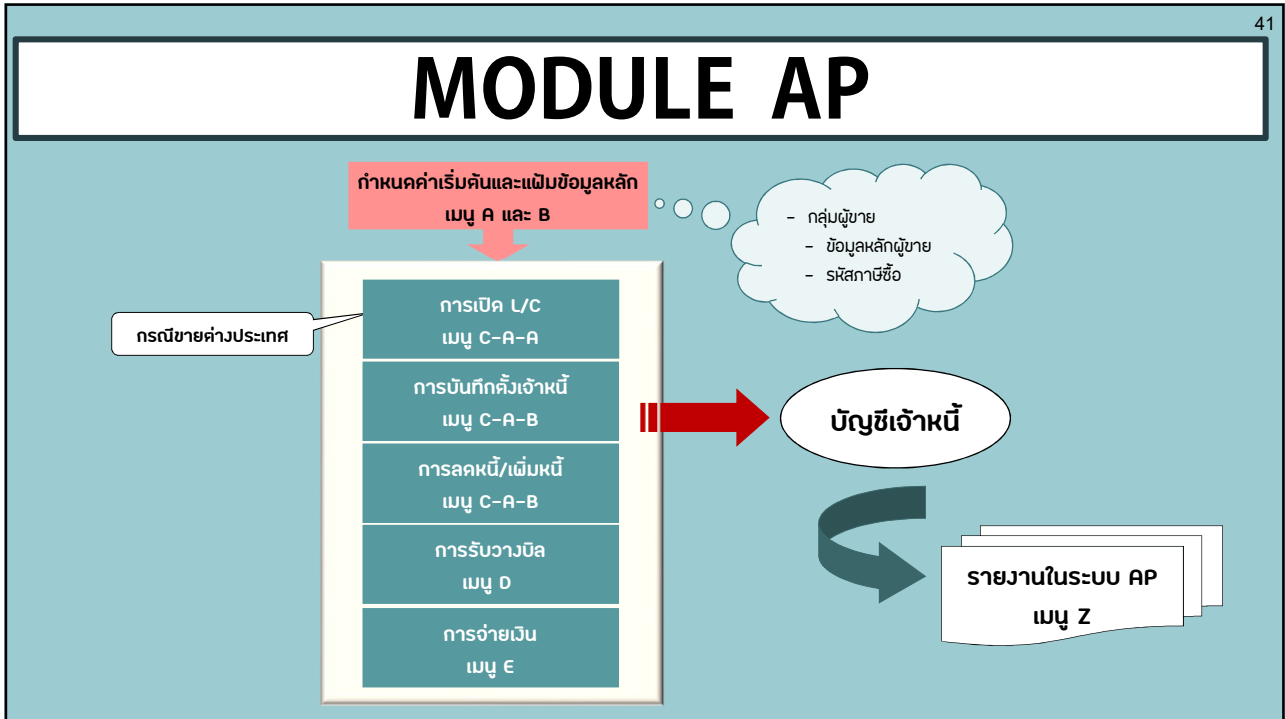 41
MODULE AP
กำหนดค่าเริ่มต้นและแฟ้มข้อมูลหลัก
เมนู A และ B
- กลุ่มผู้ขาย
- ข้อมูลหลักผู้ขาย
- รหัสภาษีซื้อ
กรณีขายต่างประเทศ
การเปิด L/C
เมนู C-A-A
การบันทึกตั้งเจ้าหนี้
เมนู C-A-B
การลดหนี้/เพิ่มหนี้
เมนู C-A-B
การรับวางบิล
เมนู D
การจ่ายเงิน
เมนู E
บัญชีเจ้าหนี้
รายงานในระบบ AP
เมนู Z